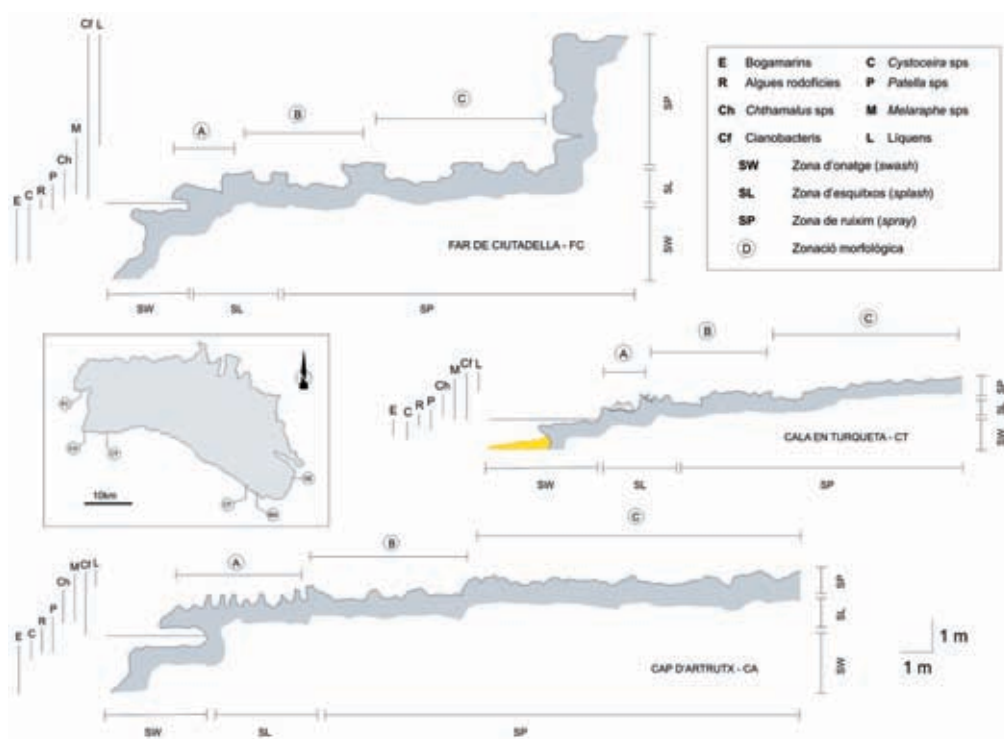 Cf L
M
Ch
P
R
C
E
A
B
C
SP
SL
SW
FAR DE CIUTADELLA - FC
SW
SL
SP
E Bogamarins
C Cystoceira sps
R Algues rodofícies
P Patella sps
Ch Chthamalus sps
M Melaraphe sps
Cf Cianobacteris
L Líquens
SW Zona d'onatge (swash)
SL Zona d'esquitxos (splash)
SP Zona de ruixim (spray)
D Zonació morfològica
10km
L
Cf
M
Ch
P
R
C
E
A
B
C
SP
SL
SW
CALA EN TURQUETA - CT
SW
SL
SP
M Cf L
Ch
P
R
C
E
A
B
C
SP
SL
SW
CAP D'ARTRUTX - CA
SW
SL
SP
1 m
1 m